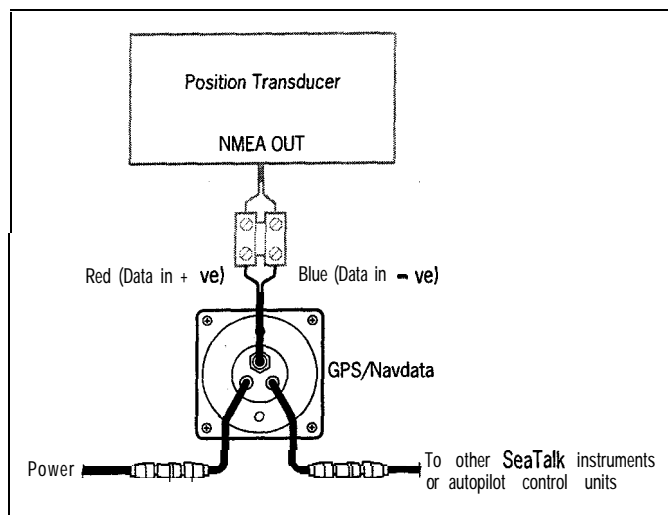 Position Transducer
NMEA OUT
Red (Data in + ve)
Blue (Data in - ve)
GPS/Navdata
Power
To other SeaTalk instruments
or autopilot control units